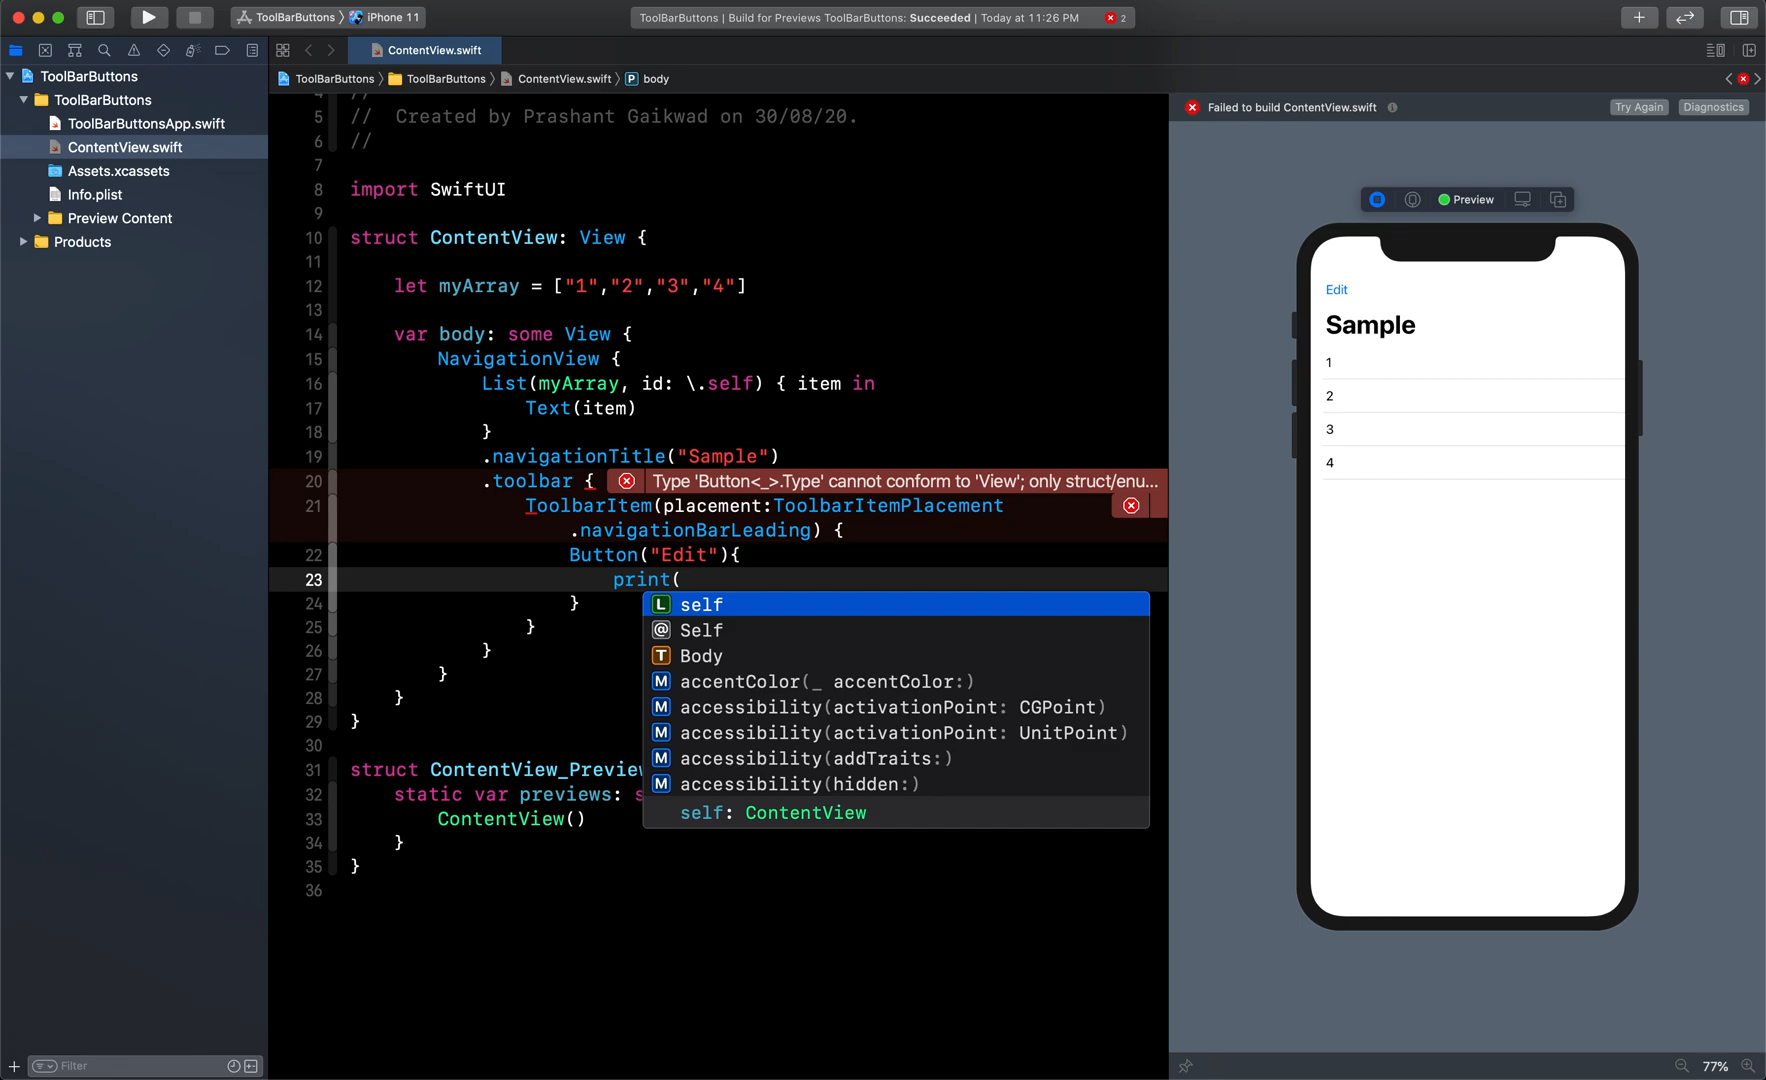 ToolBarButtons 〉 iPhone 11
ToolBarButtons | Build for Previews ToolBarButtons: Succeeded | Today at 11:26 PM
2
ContentView.swift
ToolBarButtons 〉 ToolBarButtons 〉 ContentView.swift 〉 P body
ToolBarButtons
ToolBarButtons
ToolBarButtonsApp.swift
ContentView.swift
Assets.xcassets
Info.plist
Preview Content
Products
Filter
4 //
5 //  Created by Prashant Gaikwad on 30/08/20.
6 //
7
8 import SwiftUI
9
10 struct ContentView: View {
11
12     let myArray = ["1","2","3","4"]
13
14     var body: some View {
15         NavigationView {
16             List(myArray, id: \.self) { item in
17                 Text(item)
18             }
19             .navigationTitle("Sample")
20             .toolbar { Type 'Button<_>.Type' cannot conform to 'View'; only struct/enu...
21                 ToolbarItem(placement:ToolbarItemPlacement
.navigationBarLeading) {
22                     Button("Edit"){
23                         print(
24                     }
25                 }
26             }
27         }
28     }
29 }
30
31 struct ContentView_Preview
32     static var previews: s
33         ContentView()
34     }
35 }
36
L self
@ Self
T Body
M accentColor(_ accentColor:)
M accessibility(activationPoint: CGPoint)
M accessibility(activationPoint: UnitPoint)
M accessibility(addTraits:)
M accessibility(hidden:)
self: ContentView
Failed to build ContentView.swift
Try Again
Diagnostics
Preview
Edit
Sample
1
2
3
4
77%